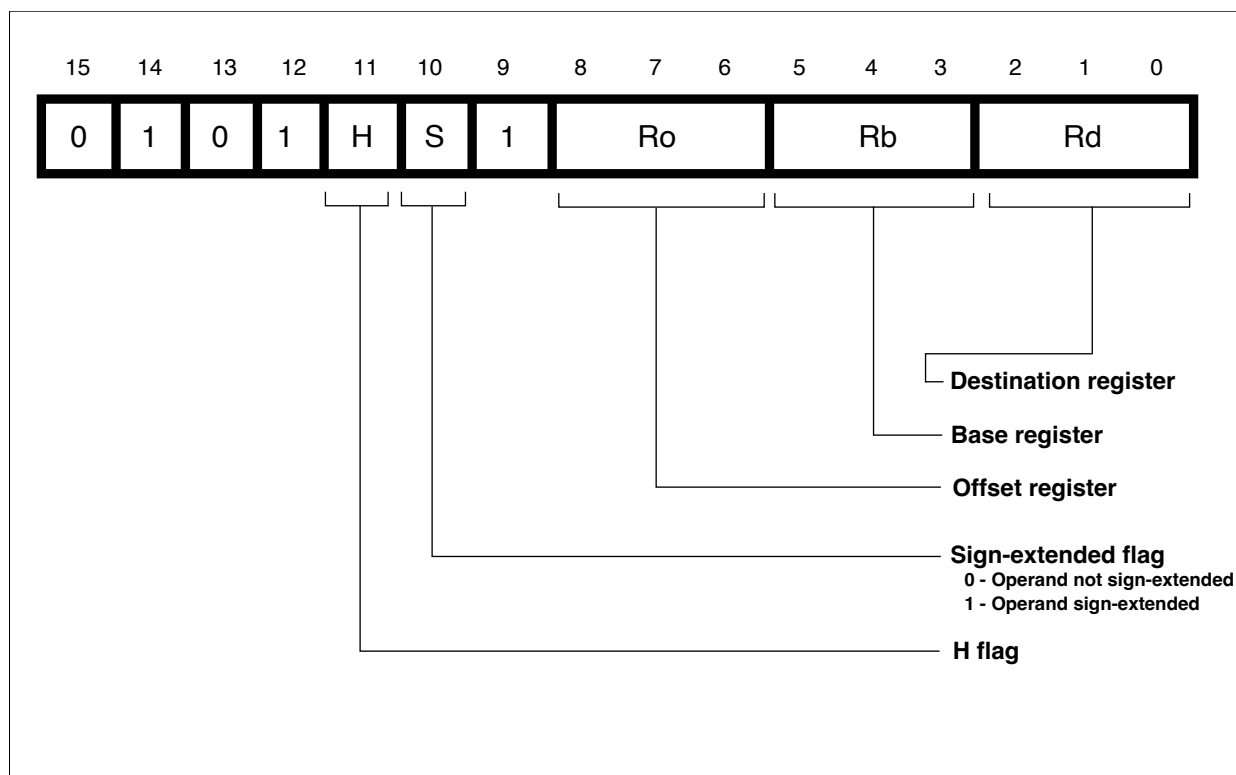 15 14 13 12 11 10 9 8 7 6 5 4 3 2 1 0
0 1 0 1 H S 1 Ro Rb Rd
Destination register
Base register
Offset register
Sign-extended flag
0 - Operand not sign-extended
1 - Operand sign-extended
H flag